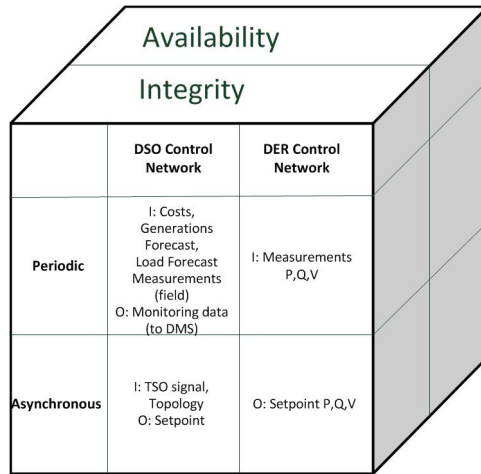 Availability
Integrity
DSO Control
Network
DER Control
Network
Periodic
I: Costs,
Generations
Forecast,
Load Forecast
Measurements
(field)
O: Monitoring data
(to DMS)
I: Measurements
P,Q,V
Asynchronous
I: TSO signal,
Topology
O: Setpoint
O: Setpoint P,Q,V